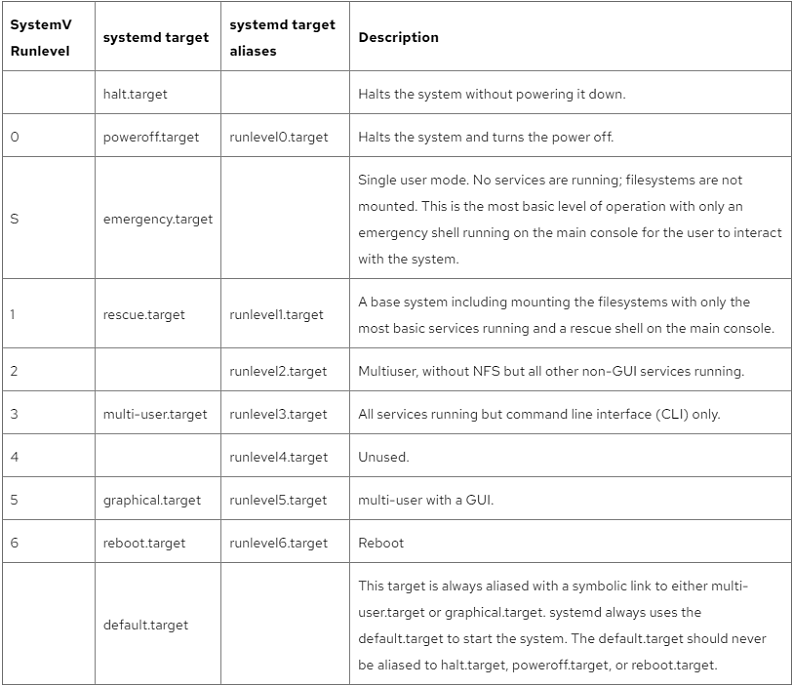 SystemV Runlevel	systemd target	systemd target aliases	Description
halt.target	Halts the system without powering it down.
0	poweroff.target	runlevel0.target	Halts the system and turns the power off.
S	emergency.target	Single user mode. No services are running; filesystems are not
mounted. This is the most basic level of operation with only an
emergency shell running on the main console for the user to interact
with the system.
1	rescue.target	runlevel1.target	A base system including mounting the filesystems with only the
most basic services running and a rescue shell on the main console.
2	runlevel2.target	Multiuser, without NFS but all other non-GUI services running.
3	multi-user.target	runlevel3.target	All services running but command line interface (CLI) only.
4	runlevel4.target	Unused.
5	graphical.target	runlevel5.target	multi-user with a GUI.
6	reboot.target	runlevel6.target	Reboot
default.target	This target is always aliased with a symbolic link to either multi-
user.target or graphical.target. systemd always uses the
default.target to start the system. The default.target should never
be aliased to halt.target, poweroff.target, or reboot.target.